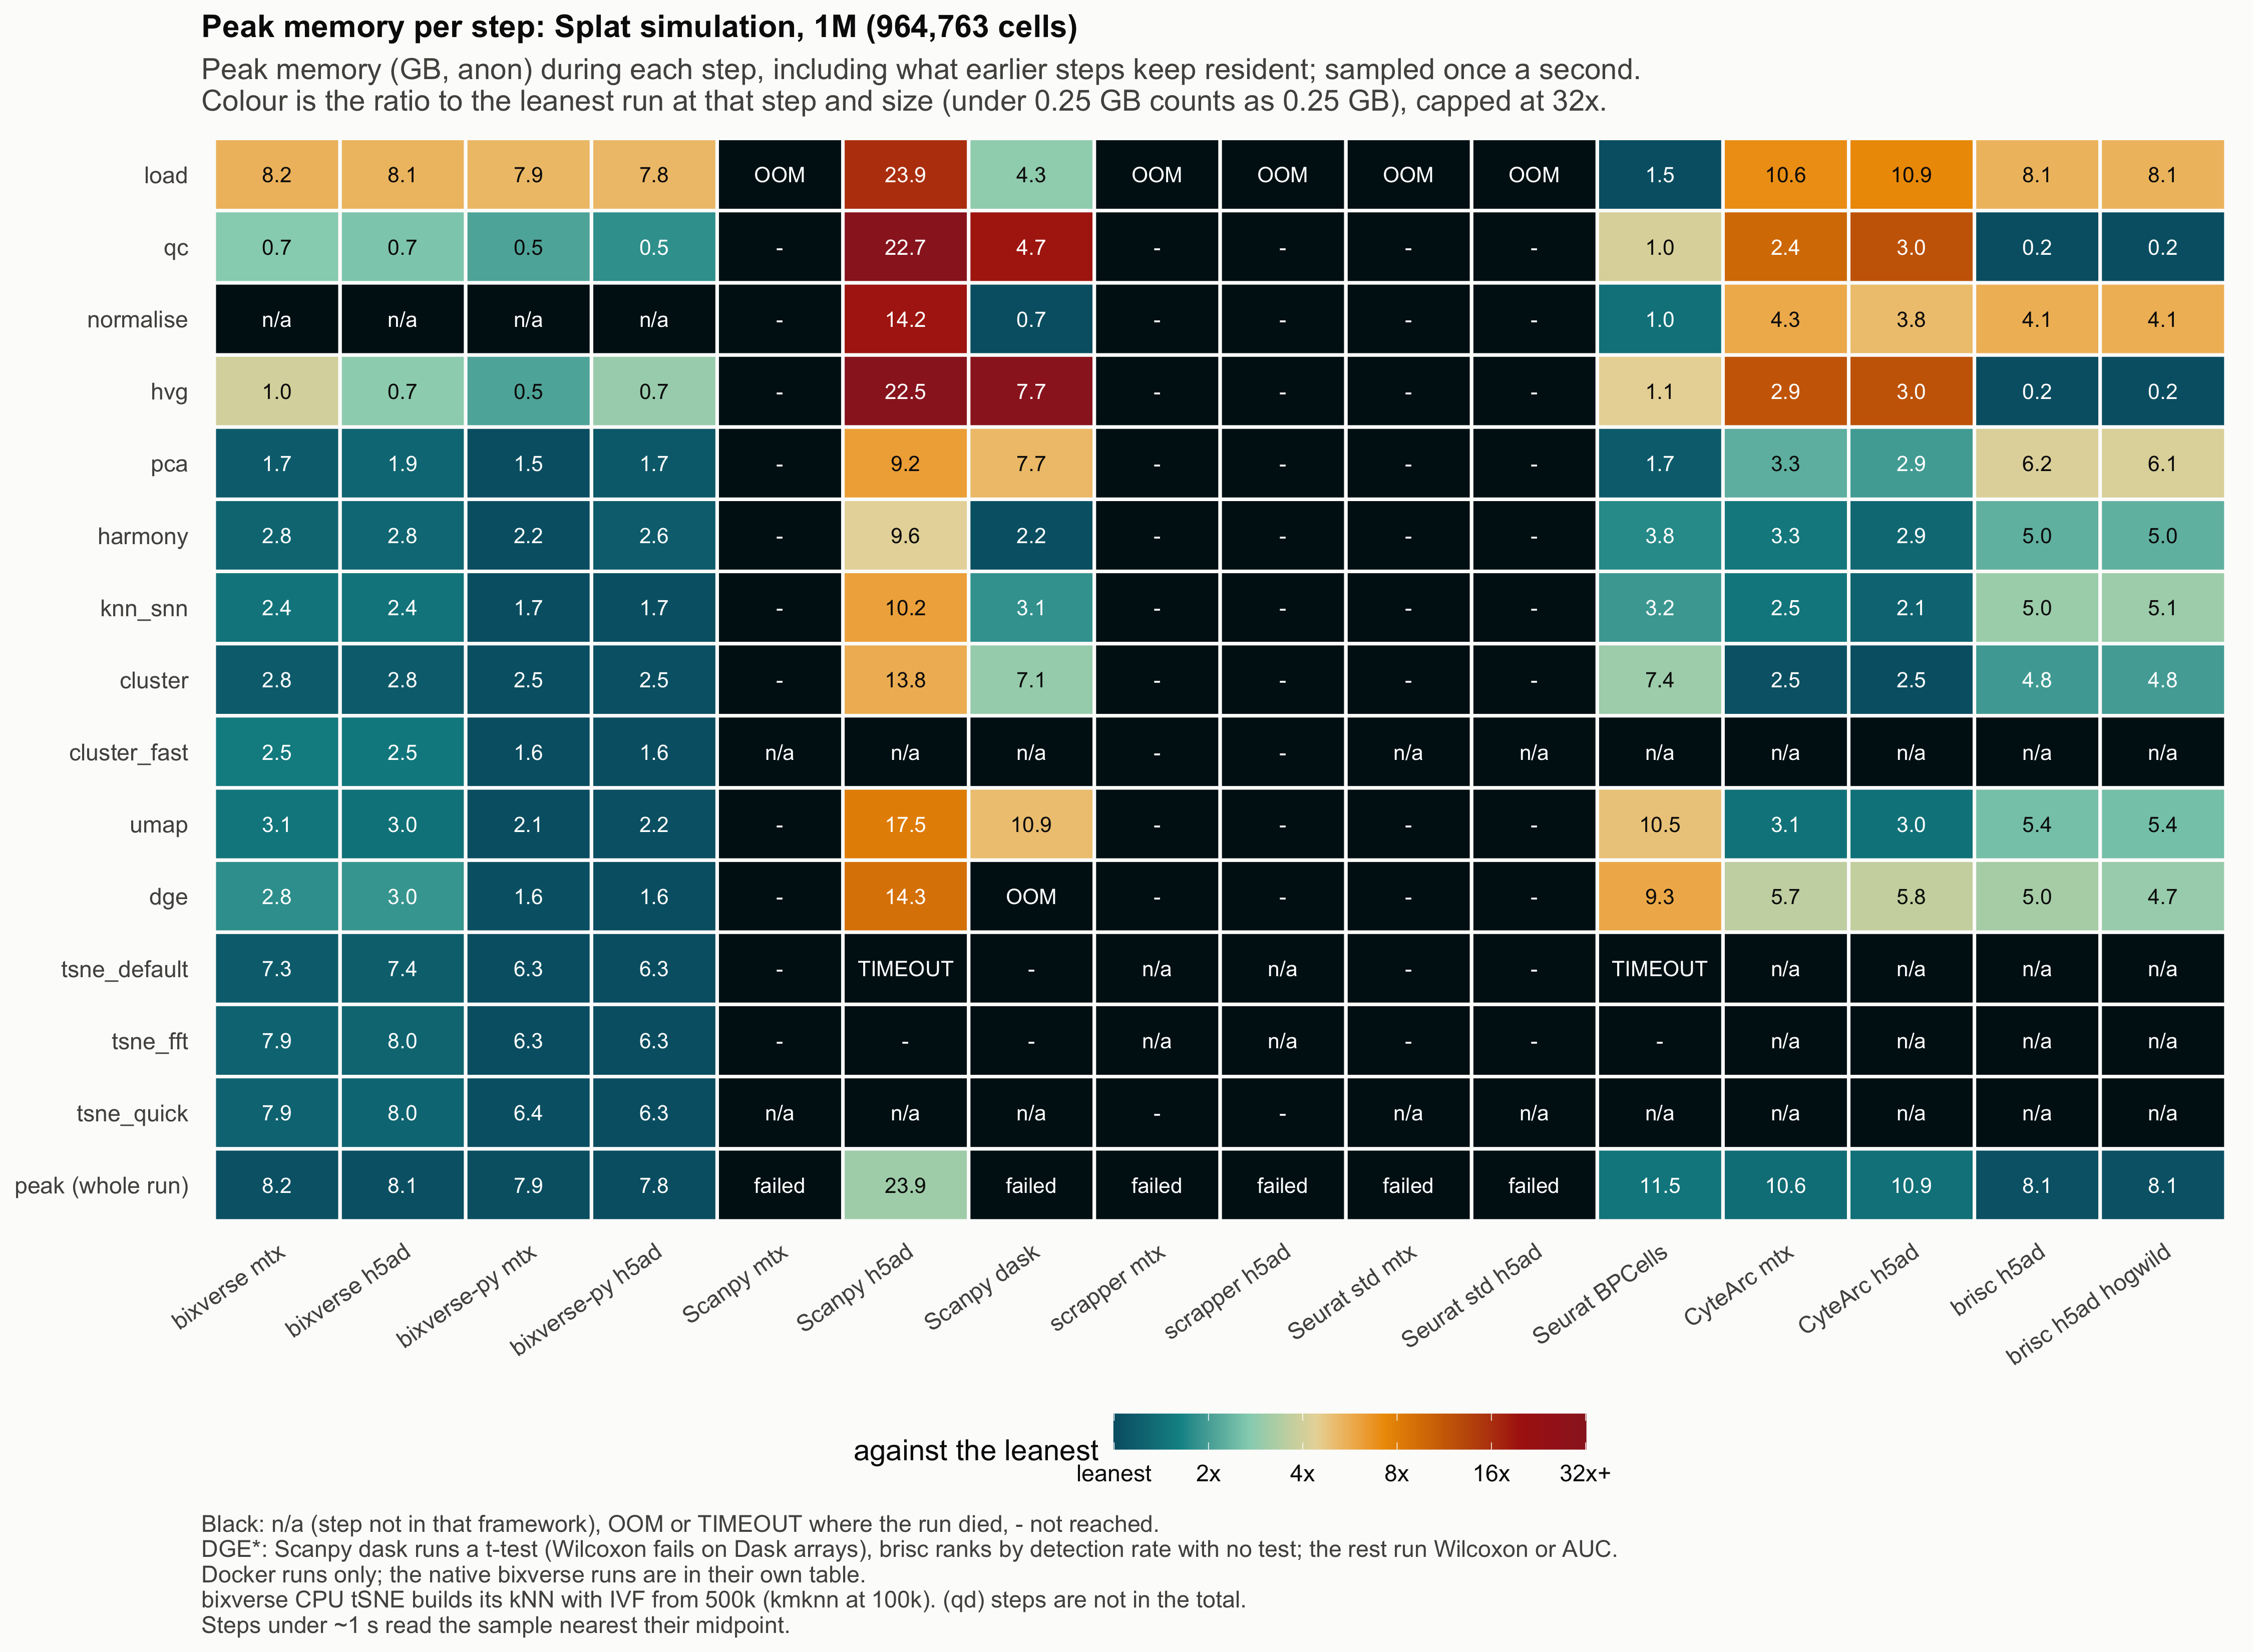 Peak memory per step: Splat simulation, 1M (964,763 cells)
Peak memory (GB, anon) during each step, including what earlier steps keep resident; sampled once a second.
Colour is the ratio to the leanest run at that step and size (under 0.25 GB counts as 0.25 GB), capped at 32x.
load 8.2 8.1 7.9 7.8 OOM 23.9 4.3 OOM OOM OOM OOM 1.5 10.6 10.9 8.1 8.1
qc 0.7 0.7 0.5 0.5 - 22.7 4.7 - - - - 1.0 2.4 3.0 0.2 0.2
normalise n/a n/a n/a n/a - 14.2 0.7 - - - - 1.0 4.3 3.8 4.1 4.1
hvg 1.0 0.7 0.5 0.7 - 22.5 7.7 - - - - 1.1 2.9 3.0 0.2 0.2
pca 1.7 1.9 1.5 1.7 - 9.2 7.7 - - - - 1.7 3.3 2.9 6.2 6.1
harmony 2.8 2.8 2.2 2.6 - 9.6 2.2 - - - - 3.8 3.3 2.9 5.0 5.0
knn_snn 2.4 2.4 1.7 1.7 - 10.2 3.1 - - - - 3.2 2.5 2.1 5.0 5.1
cluster 2.8 2.8 2.5 2.5 - 13.8 7.1 - - - - 7.4 2.5 2.5 4.8 4.8
cluster_fast 2.5 2.5 1.6 1.6 n/a n/a n/a - - n/a n/a n/a n/a n/a n/a n/a
umap 3.1 3.0 2.1 2.2 - 17.5 10.9 - - - - 10.5 3.1 3.0 5.4 5.4
dge 2.8 3.0 1.6 1.6 - 14.3 OOM - - - - 9.3 5.7 5.8 5.0 4.7
tsne_default 7.3 7.4 6.3 6.3 - TIMEOUT - n/a n/a - - TIMEOUT n/a n/a n/a n/a
tsne_fft 7.9 8.0 6.3 6.3 - - - n/a n/a - - - n/a n/a n/a n/a
tsne_quick 7.9 8.0 6.4 6.3 n/a n/a n/a - - n/a n/a n/a n/a n/a n/a n/a
peak (whole run) 8.2 8.1 7.9 7.8 failed 23.9 failed failed failed failed failed 11.5 10.6 10.9 8.1 8.1
bixverse mtx
bixverse h5ad
bixverse-py mtx
bixverse-py h5ad
Scanpy mtx
Scanpy h5ad
Scanpy dask
scrapper mtx
scrapper h5ad
Seurat std mtx
Seurat std h5ad
Seurat BPCells
CyteArc mtx
CyteArc h5ad
brisc h5ad
brisc h5ad hogwild
against the leanest
leanest 2x 4x 8x 16x 32x+
Black: n/a (step not in that framework), OOM or TIMEOUT where the run died, - not reached.
DGE*: Scanpy dask runs a t-test (Wilcoxon fails on Dask arrays), brisc ranks by detection rate with no test; the rest run Wilcoxon or AUC.
Docker runs only; the native bixverse runs are in their own table.
bixverse CPU tSNE builds its kNN with IVF from 500k (kmknn at 100k). (qd) steps are not in the total.
Steps under ~1 s read the sample nearest their midpoint.